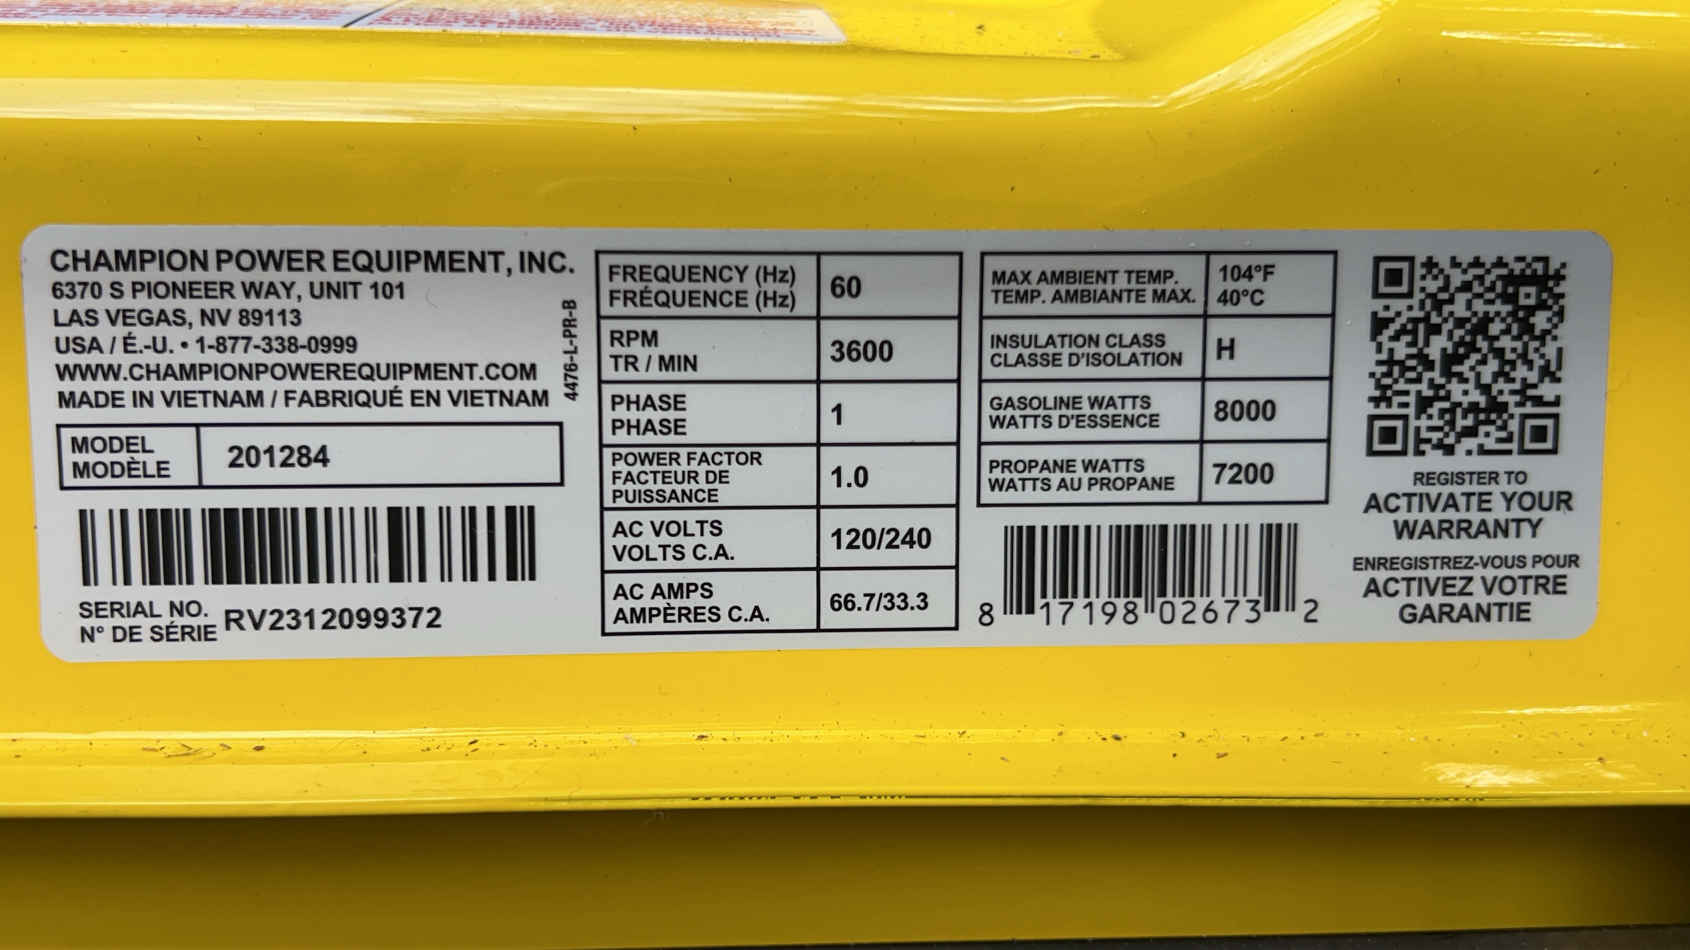 CHAMPION POWER EQUIPMENT, INC.
6370 S PIONEER WAY, UNIT 101
LAS VEGAS, NV 89113
USA / É.-U. • 1-877-338-0999
WWW.CHAMPIONPOWEREQUIPMENT.COM
MADE IN VIETNAM / FABRIQUÉ EN VIETNAM
4476-L-PR-B
MODEL
MODÈLE
201284
SERIAL NO.
N° DE SÉRIE
RV2312099372
FREQUENCY (Hz)
FRÉQUENCE (Hz)
60
RPM
TR / MIN
3600
PHASE
PHASE
1
POWER FACTOR
FACTEUR DE
PUISSANCE
1.0
AC VOLTS
VOLTS C.A.
120/240
AC AMPS
AMPÈRES C.A.
66.7/33.3
MAX AMBIENT TEMP.
TEMP. AMBIANTE MAX.
104°F
40°C
INSULATION CLASS
CLASSE D'ISOLATION
H
GASOLINE WATTS
WATTS D'ESSENCE
8000
PROPANE WATTS
WATTS AU PROPANE
7200
8 17198 02673 2
REGISTER TO
ACTIVATE YOUR
WARRANTY
ENREGISTREZ-VOUS POUR
ACTIVEZ VOTRE
GARANTIE